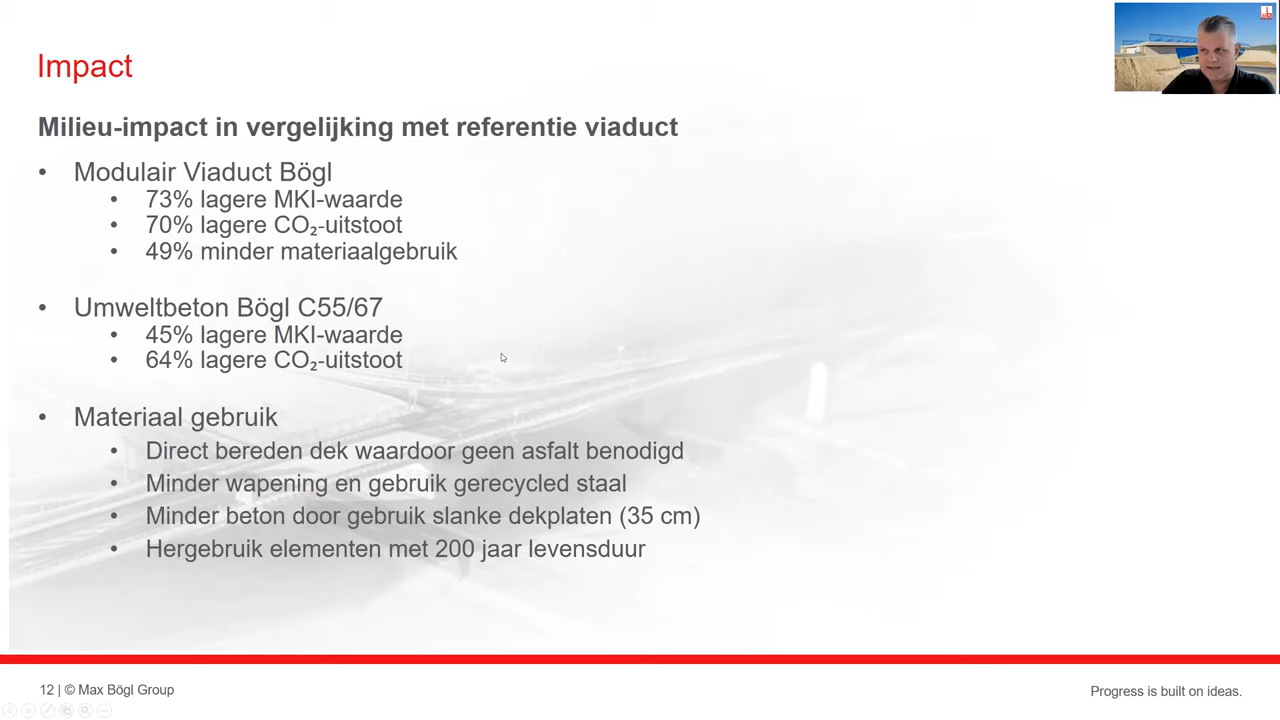 Impact
Milieu-impact in vergelijking met referentie viaduct
• Modulair Viaduct Bögl
• 73% lagere MKI-waarde
• 70% lagere CO₂-uitstoot
• 49% minder materiaalgebruik
• Umweltbeton Bögl C55/67
• 45% lagere MKI-waarde
• 64% lagere CO₂-uitstoot
• Materiaal gebruik
• Direct bereden dek waardoor geen asfalt benodigd
• Minder wapening en gebruik gerecycled staal
• Minder beton door gebruik slanke dekplaten (35 cm)
• Hergebruik elementen met 200 jaar levensduur
12 | © Max Bögl Group
Progress is built on ideas.